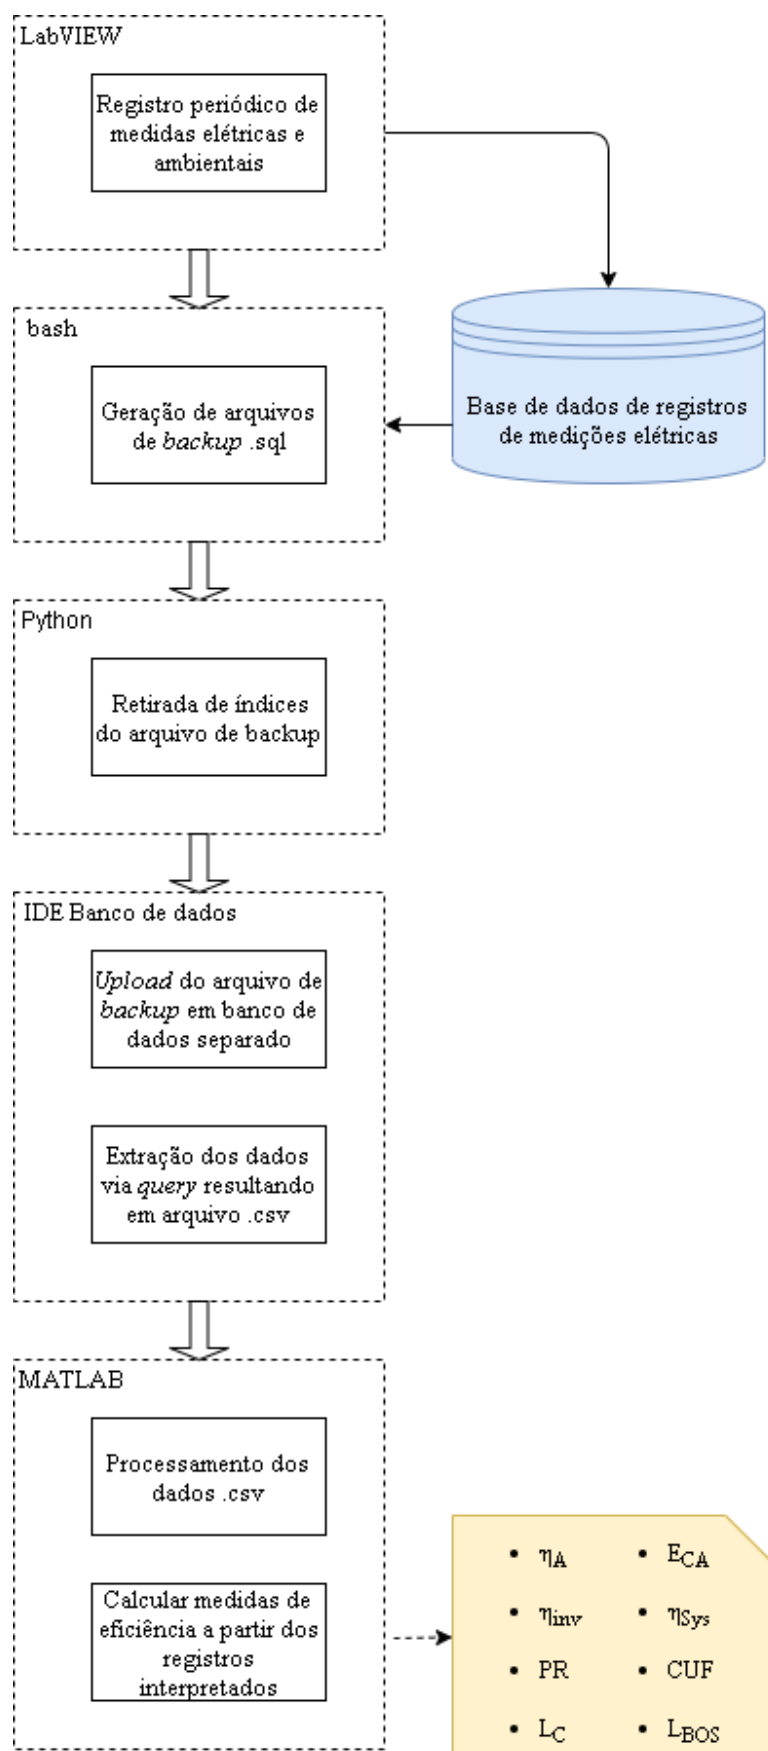 LabVIEW
Registro periódico de
medidas elétricas e
ambientais
bash
Geração de arquivos
de backup .sql
Base de dados de registros
de medições elétricas
Python
Retirada de índices
do arquivo de backup
IDE Banco de dados
Upload do arquivo de
backup em banco de
dados separado
Extração dos dados
via query resultando
em arquivo .csv
MATLAB
Processamento dos
dados .csv
Calcular medidas de
eficiência a partir dos
registros
interpretados
• ηA • ECA
• ηinv • ηSys
• PR • CUF
• LC • LBOS